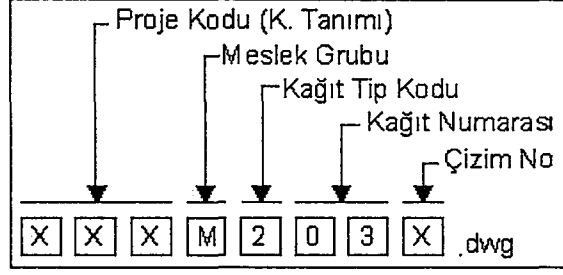 Proje Kodu (K. Tanımı)
Meslek Grubu
Kağıt Tip Kodu
Kağıt Numarası
Çizim No
X X X M 2 0 3 X .dwg